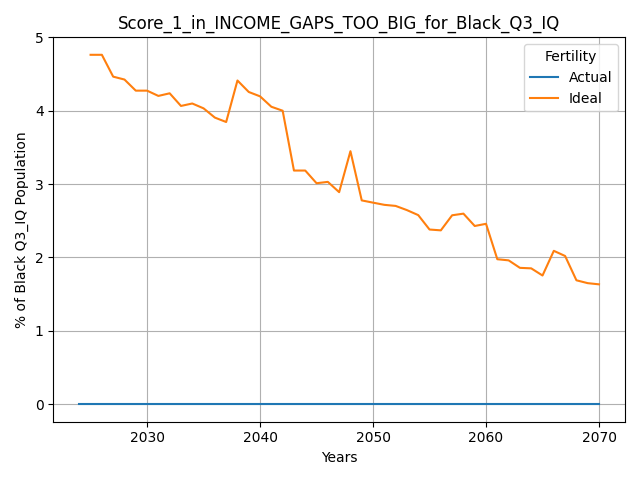 Score_1_in_INCOME_GAPS_TOO_BIG_for_Black_Q3_IQ
Fertility
Actual
Ideal
% of Black Q3_IQ Population
5
4
3
2
1
0
2030 2040 2050 2060 2070
Years